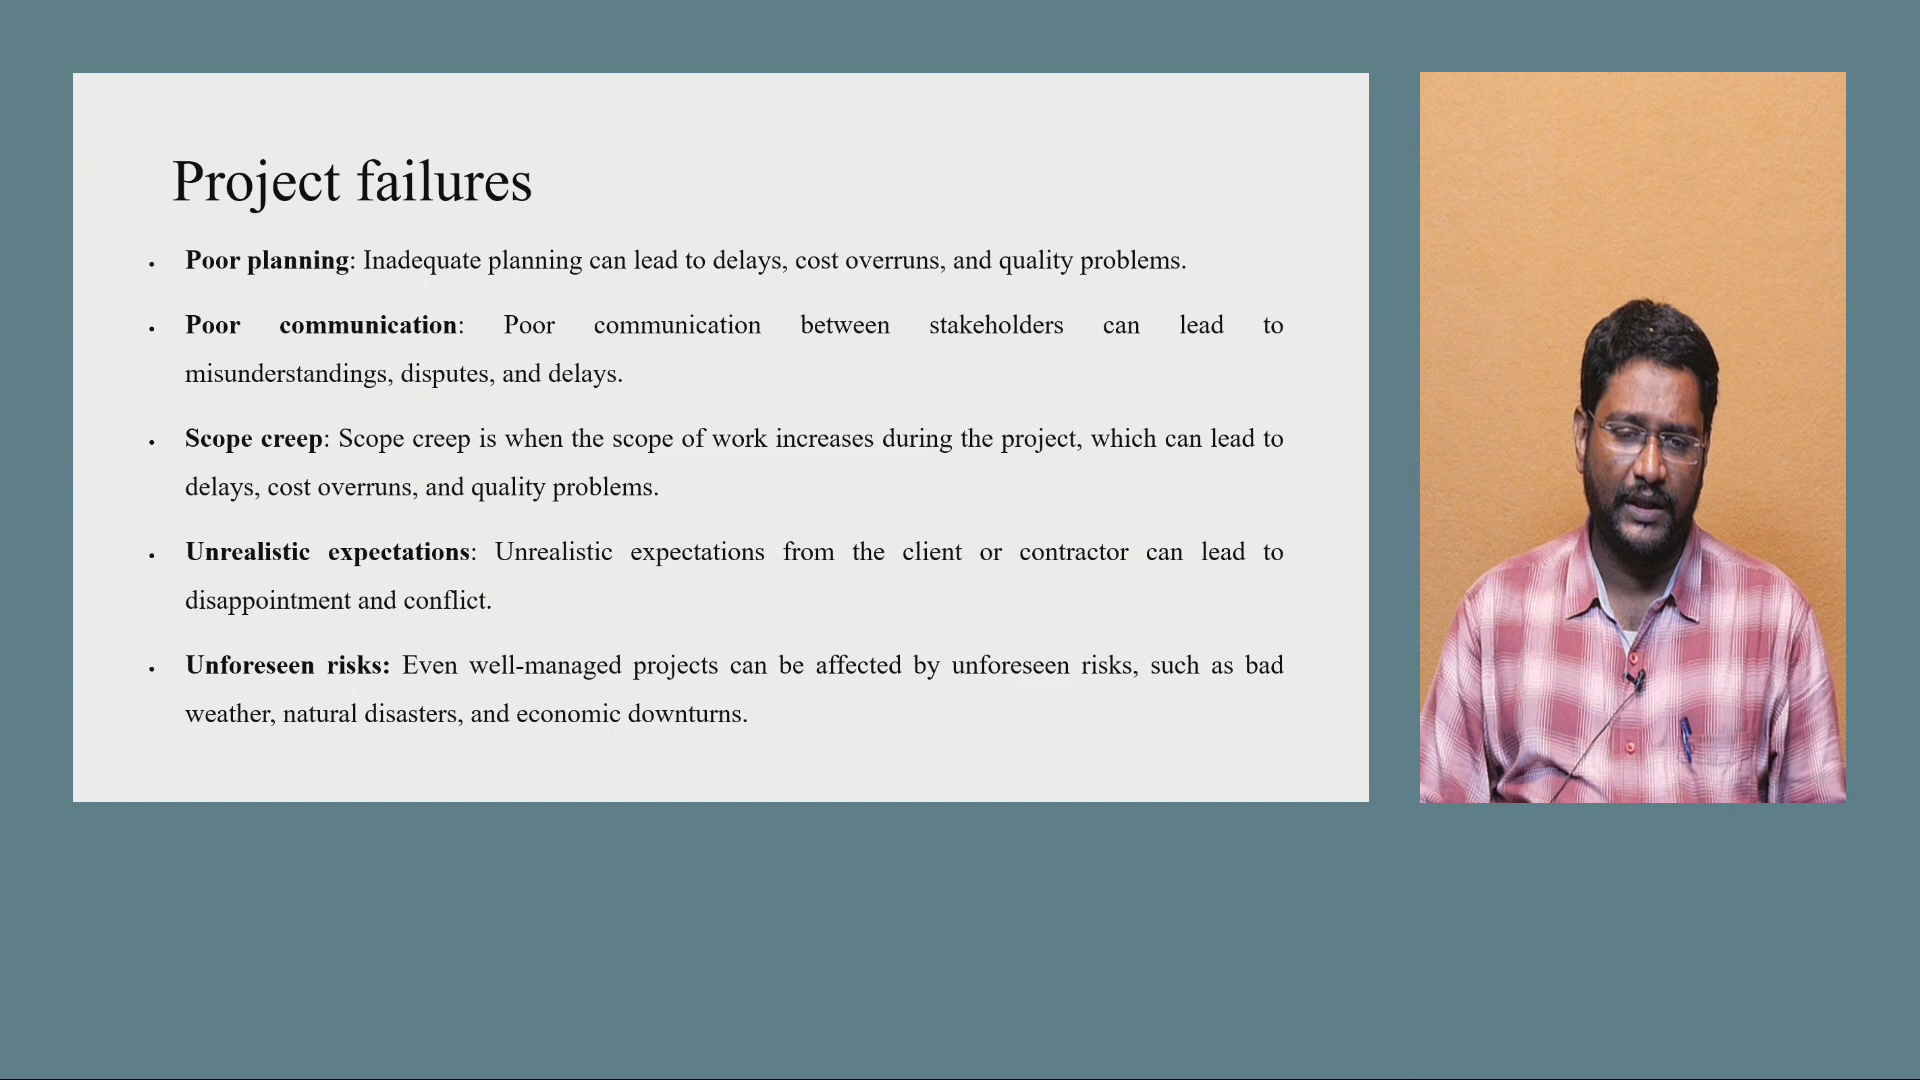 Project failures
• Poor planning: Inadequate planning can lead to delays, cost overruns, and quality problems.
• Poor communication: Poor communication between stakeholders can lead to
misunderstandings, disputes, and delays.
• Scope creep: Scope creep is when the scope of work increases during the project, which can lead to
delays, cost overruns, and quality problems.
• Unrealistic expectations: Unrealistic expectations from the client or contractor can lead to
disappointment and conflict.
• Unforeseen risks: Even well-managed projects can be affected by unforeseen risks, such as bad
weather, natural disasters, and economic downturns.